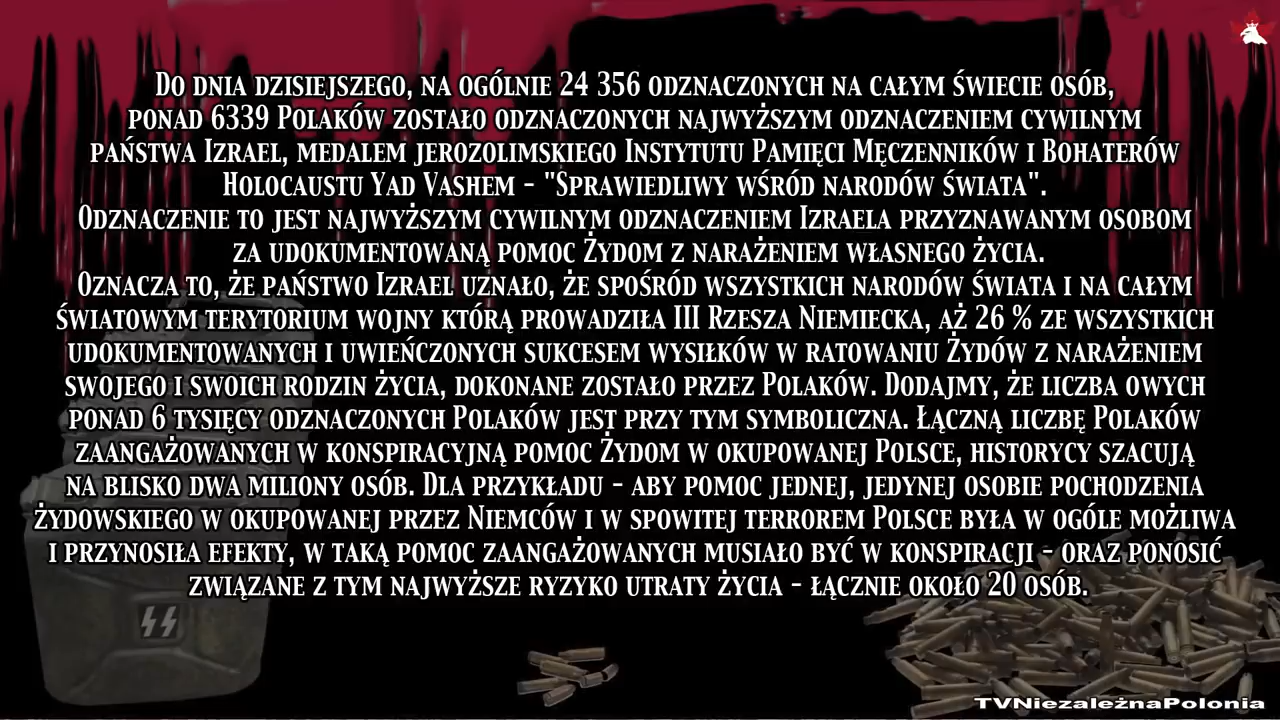 Do dnia dzisiejszego, na ogólnie 24 356 odznaczonych na całym świecie osób,
ponad 6339 Polaków zostało odznaczonych najwyższym odznaczeniem cywilnym
państwa Izrael, medalem jerozolimskiego Instytutu Pamięci Męczenników i Bohaterów
Holocaustu Yad Vashem - "Sprawiedliwy wśród narodów świata".
Odznaczenie to jest najwyższym cywilnym odznaczeniem Izraela przyznawanym osobom
za udokumentowaną pomoc Żydom z narażeniem własnego życia.
Oznacza to, że państwo Izrael uznało, że spośród wszystkich narodów świata i na całym
światowym terytorium wojny którą prowadziła III Rzesza Niemiecka, aż 26 % ze wszystkich
udokumentowanych i uwieńczonych sukcesem wysiłków w ratowaniu Żydów z narażeniem
swojego i swoich rodzin życia, dokonane zostało przez Polaków. Dodajmy, że liczba owych
ponad 6 tysięcy odznaczonych Polaków jest przy tym symboliczna. Łączną liczbę Polaków
zaangażowanych w konspiracyjną pomoc Żydom w okupowanej Polsce, historycy szacują
na blisko dwa miliony osób. Dla przykładu - aby pomoc jednej, jedynej osobie pochodzenia
żydowskiego w okupowanej przez Niemców i w spowitej terrorem Polsce była w ogóle możliwa
i przynosiła efekty, w taką pomoc zaangażowanych musiało być w konspiracji - oraz ponosić
związane z tym najwyższe ryzyko utraty życia - łącznie około 20 osób.
TVNiezależnaPolonia